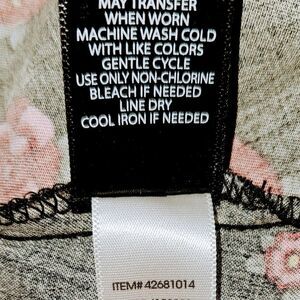 MAY TRANSFER
WHEN WORN
MACHINE WASH COLD
WITH LIKE COLORS
GENTLE CYCLE
USE ONLY NON-CHLORINE
BLEACH IF NEEDED
LINE DRY
COOL IRON IF NEEDED
ITEM# 42681014